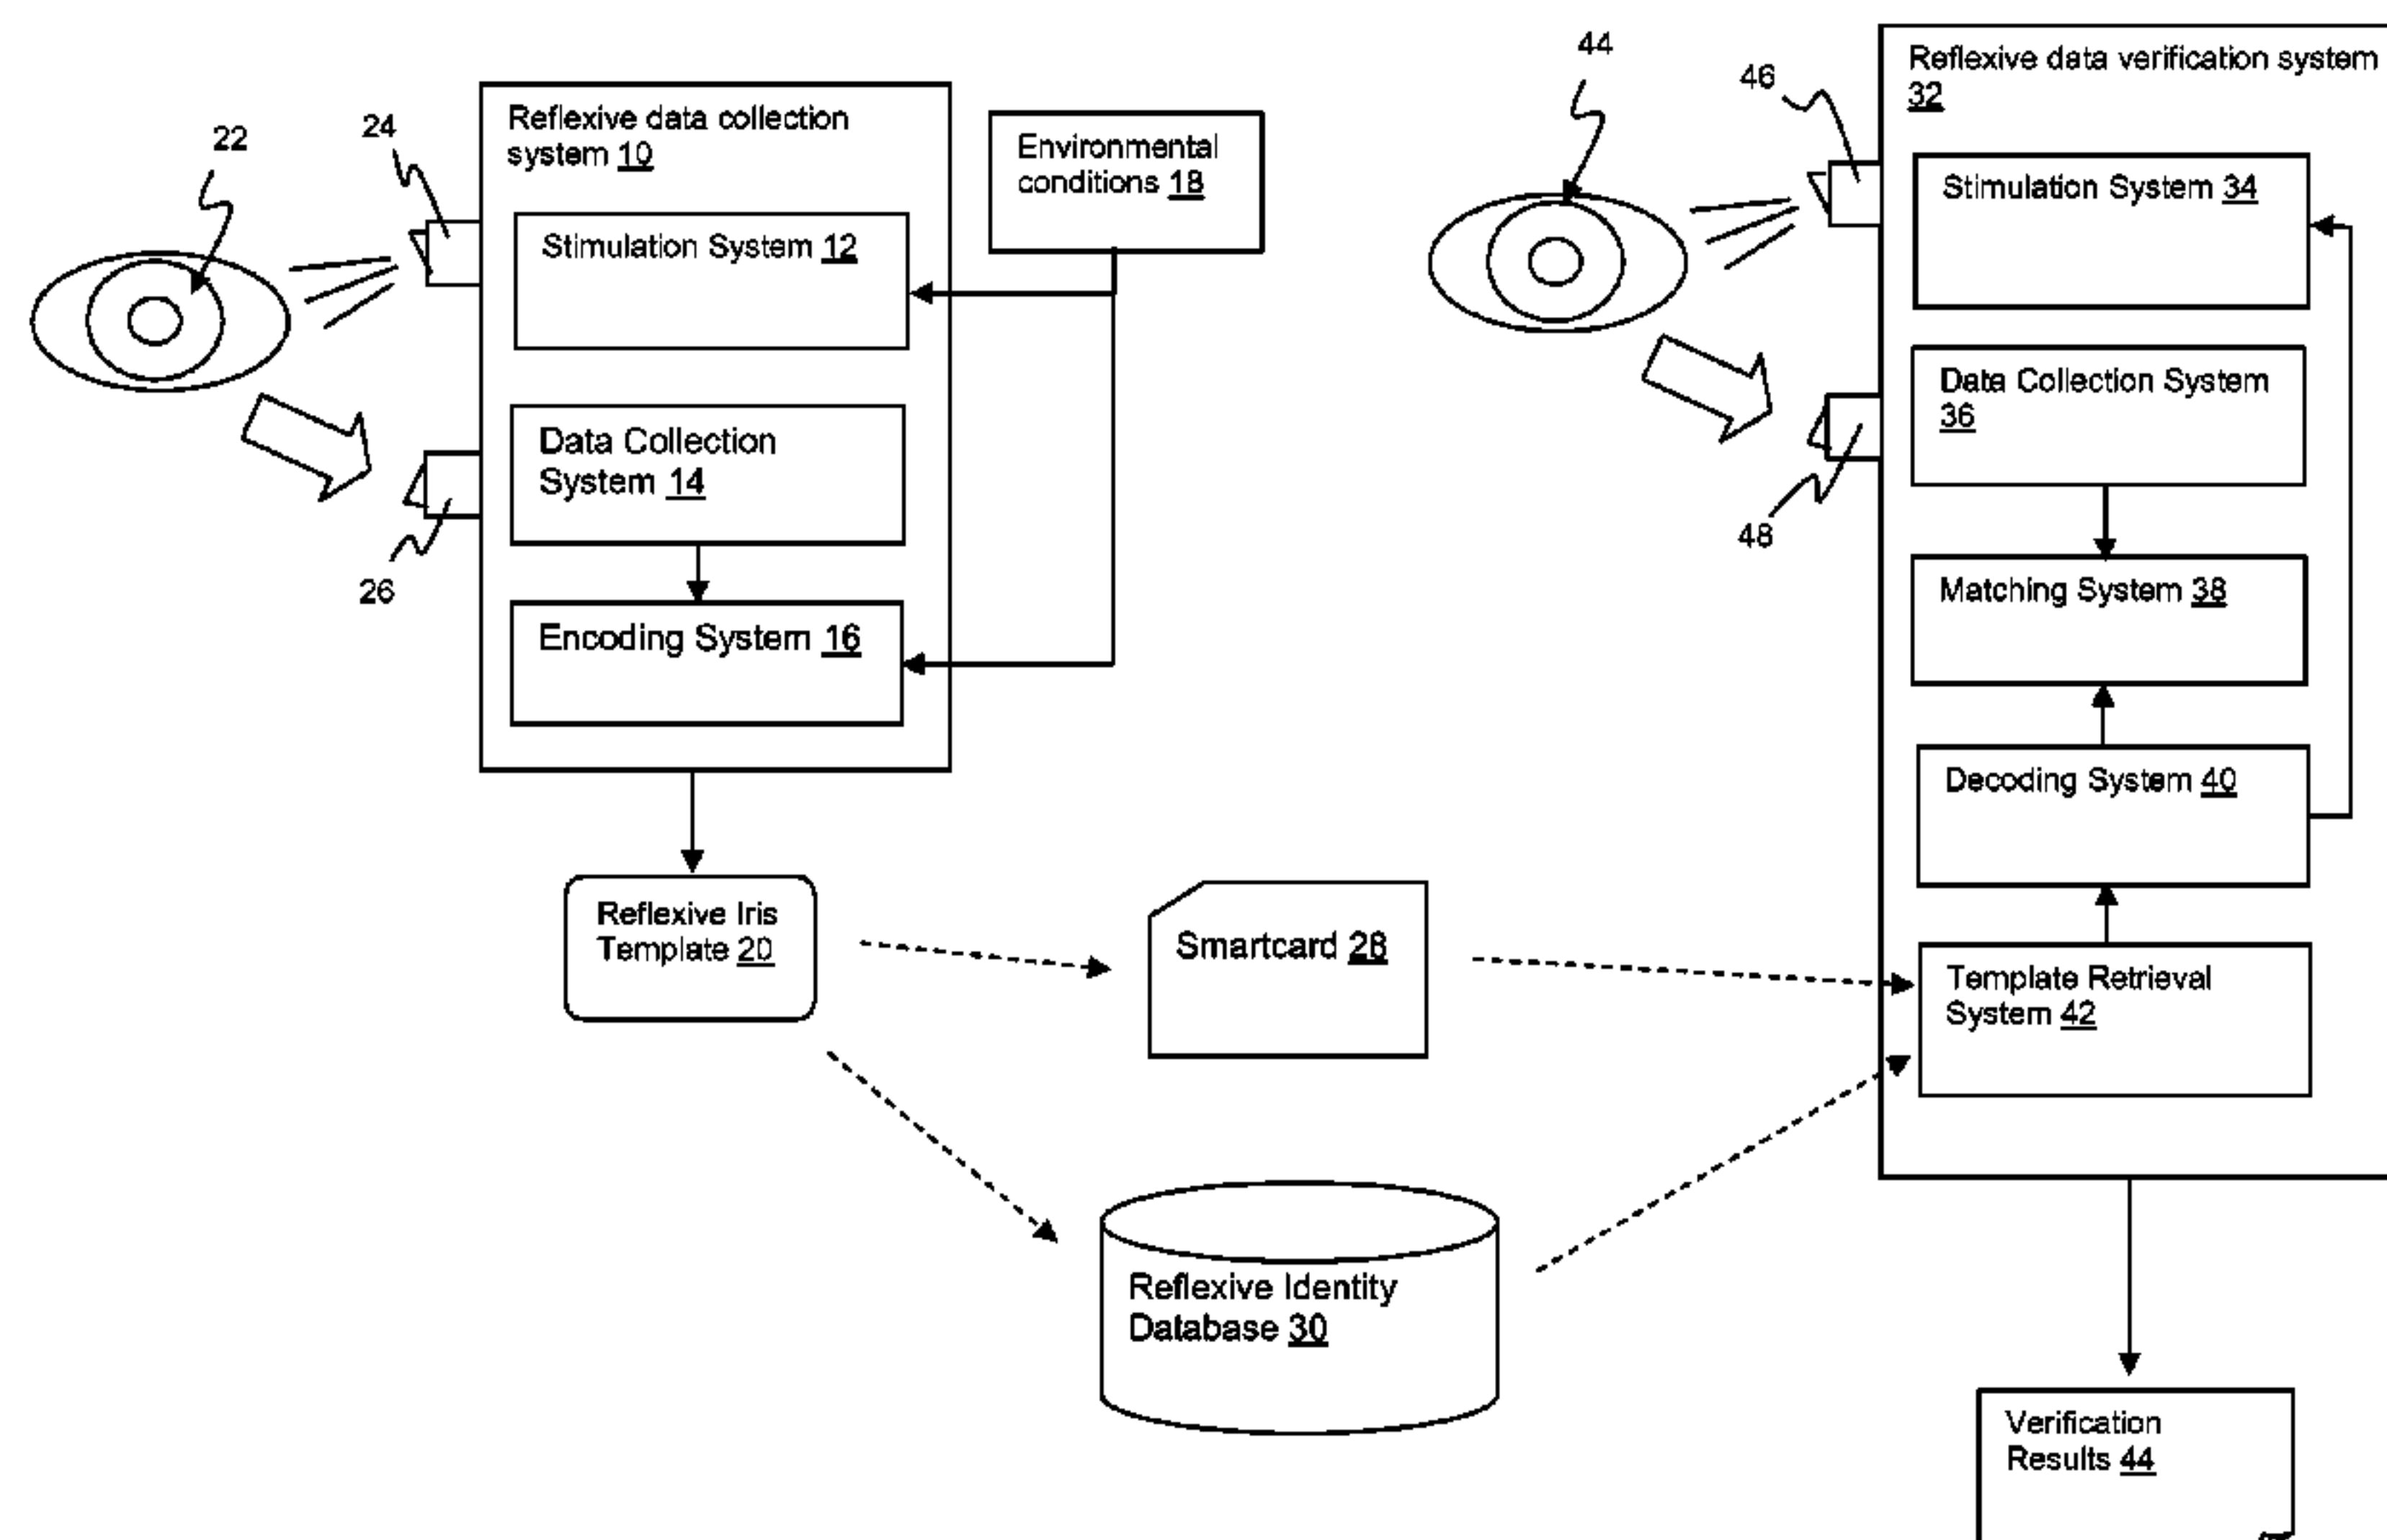 22
24
Reflexive data collection
system 10
Stimulation System 12
Data Collection
System 14
Encoding System 16
26
Environmental
conditions 18
Reflexive Iris
Template 20
Smartcard 28
Reflexive Identity
Database 30
44
46
48
Reflexive data verification system
32
Stimulation System 34
Data Collection System
36
Matching System 38
Decoding System 40
Template Retrieval
System 42
Verification
Results 44